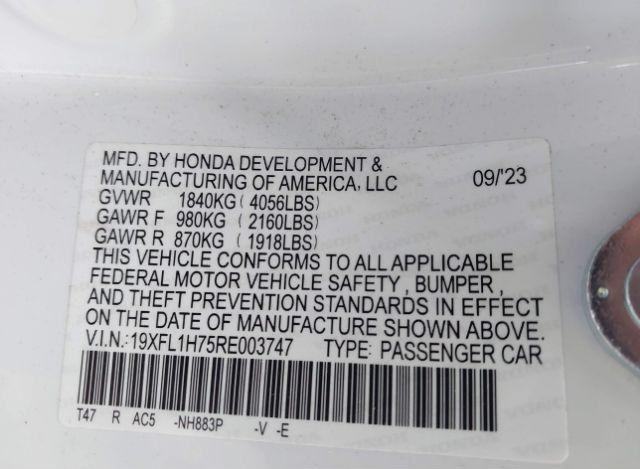 MFD. BY HONDA DEVELOPMENT &
MANUFACTURING OF AMERICA, LLC 09/'23
GVWR 1840KG ( 4056LBS)
GAWR F 980KG ( 2160LBS)
GAWR R 870KG ( 1918LBS)
THIS VEHICLE CONFORMS TO ALL APPLICABLE
FEDERAL MOTOR VEHICLE SAFETY , BUMPER ,
AND THEFT PREVENTION STANDARDS IN EFFECT
ON THE DATE OF MANUFACTURE SHOWN ABOVE.
V.I.N.:19XFL1H75RE003747 TYPE: PASSENGER CAR
T47 R AC5 -NH883P -V -E